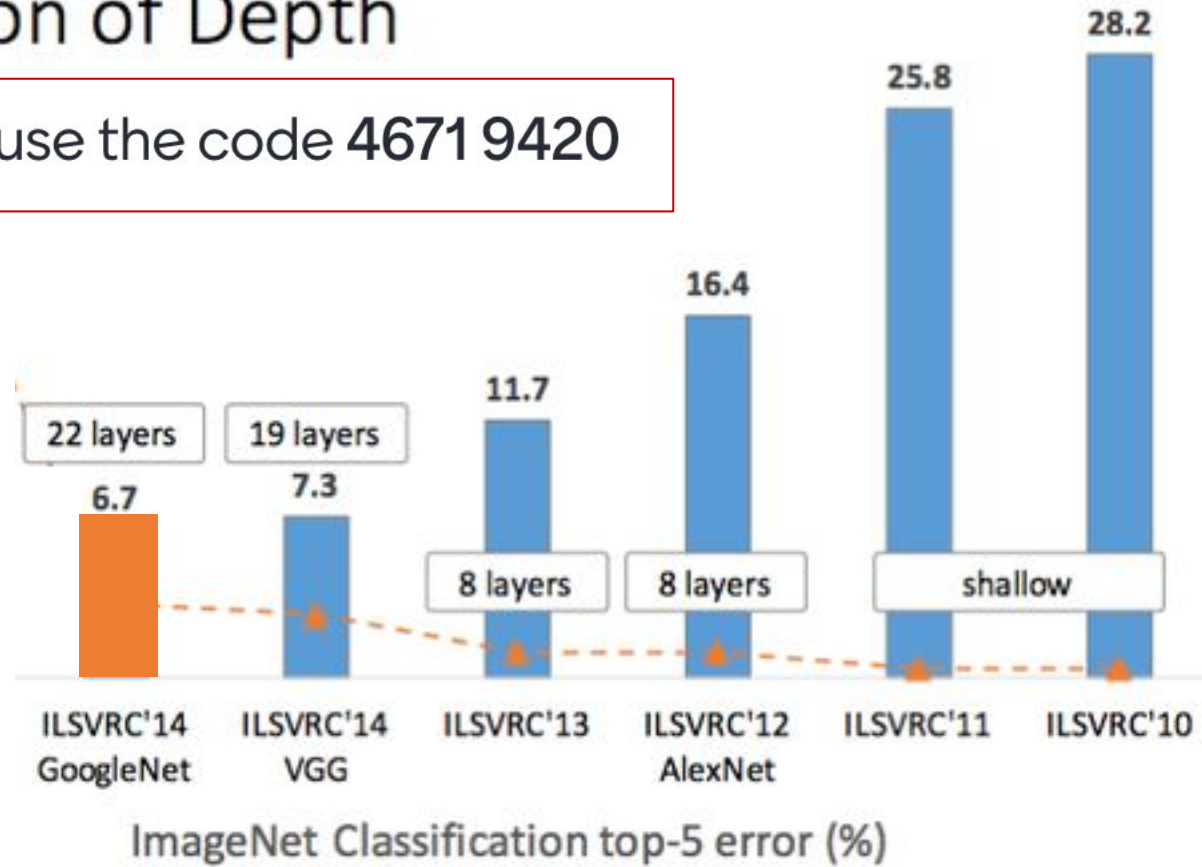 on of Depth
use the code 4671 9420
28.2
25.8
16.4
11.7
22 layers
19 layers
6.7
7.3
8 layers
8 layers
shallow
ILSVRC'14
GoogleNet
ILSVRC'14
VGG
ILSVRC'13
ILSVRC'12
AlexNet
ILSVRC'11
ILSVRC'10
ImageNet Classification top-5 error (%)